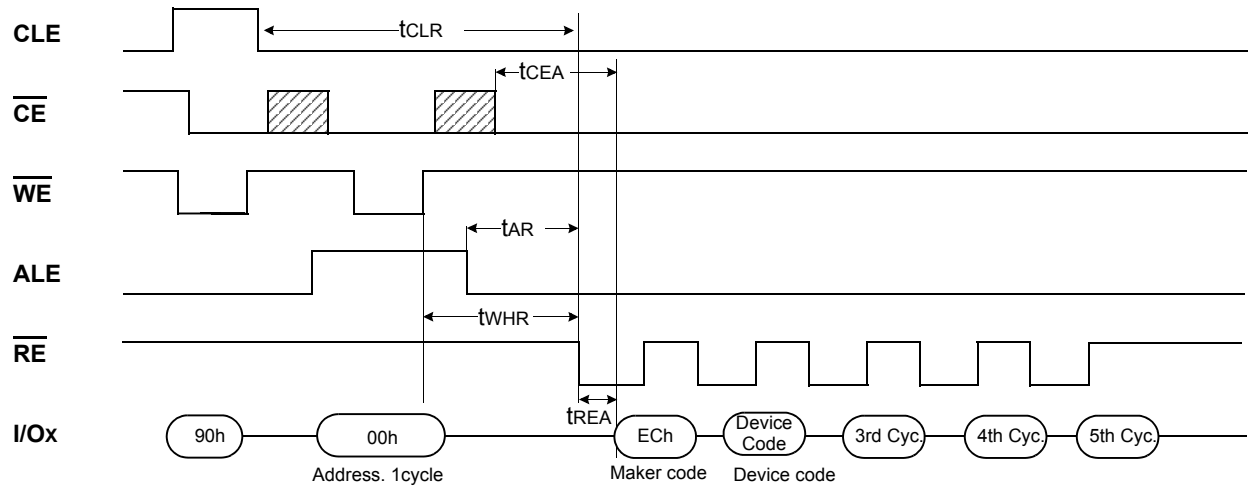 CLE
tCLR
tCEA
CE
WE
tAR
ALE
tWHR
RE
tREA
I/Ox
90h
00h
ECh
Device
Code
3rd Cyc.
4th Cyc.
5th Cyc.
Address. 1cycle
Maker code
Device code